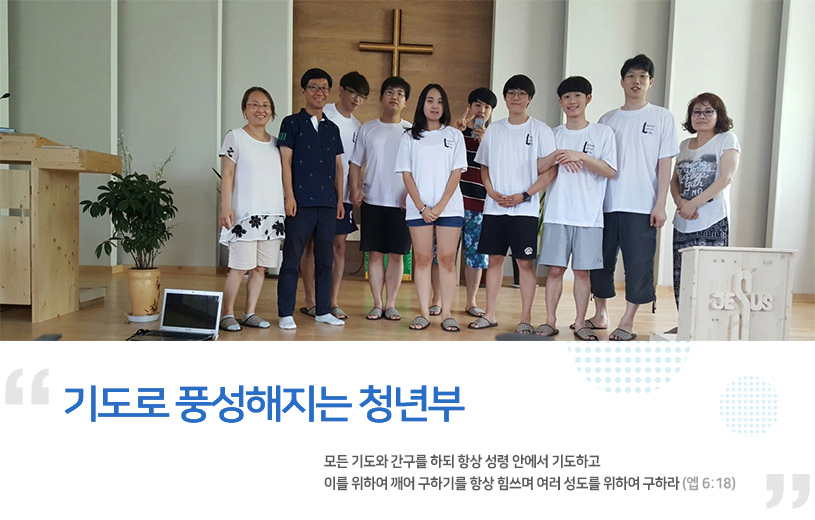 JESUS
기도로 풍성해지는 청년부
모든 기도와 간구를 하되 항상 성령 안에서 기도하고
이를 위하여 깨어 구하기를 항상 힘쓰며 여러 성도를 위하여 구하라 (엡 6:18)